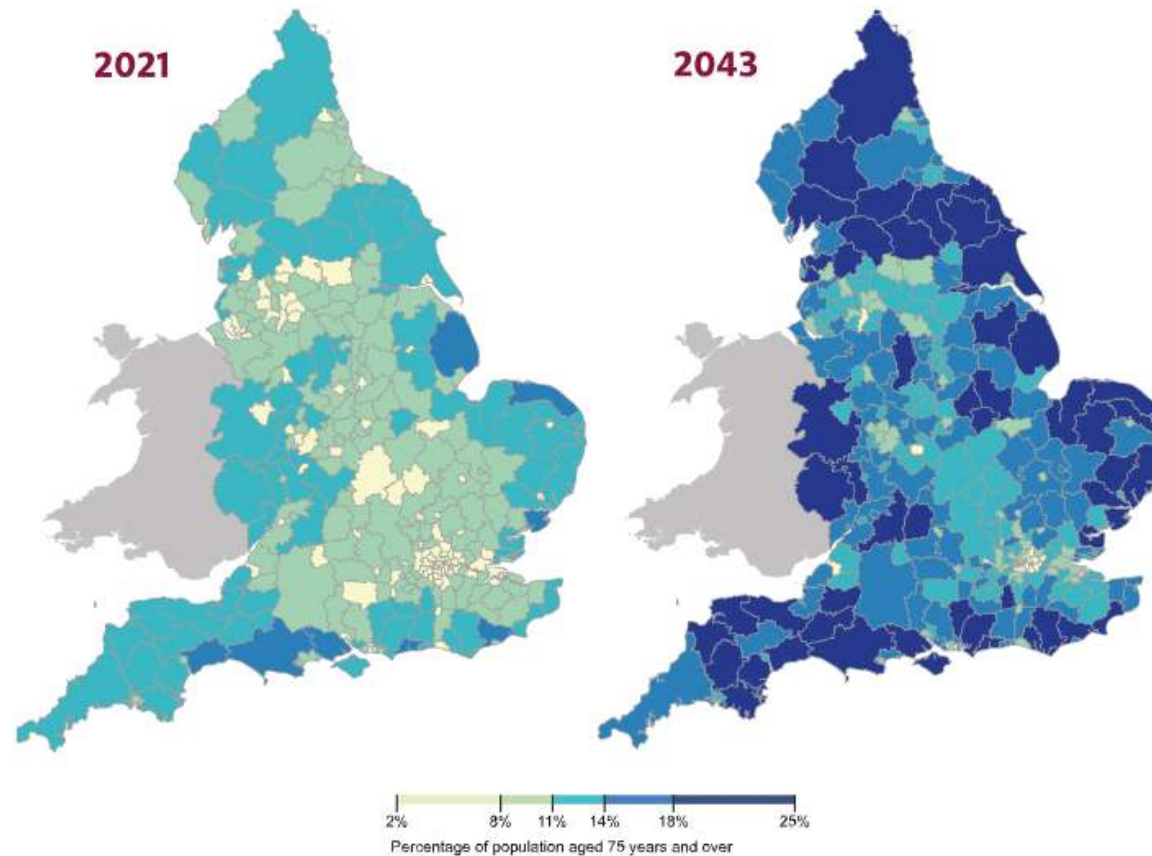 2021
2043
2% 8% 11% 14% 18% 25%
Percentage of population aged 75 years and over